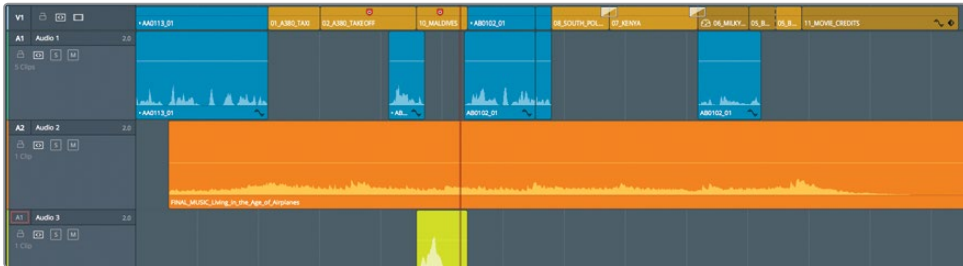 V1 • AA0113_01 01_A380_TAXI 02_A380_TAKEOFF 10_MALDIVES • AB0102_01 08_SOUTH_POL... 07_KENYA 06_MILKY... 05_B... 05_B... 11_MOVIE_CREDITS
A1 Audio 1 2.0
S M
5 Clips
• AA0113_01 • AB... AB0102_01 AB0102_01
A2 Audio 2 2.0
S M
1 Clip
FINAL_MUSIC_Living_in_the_Age_of_Airplanes
A1 Audio 3 2.0
S M
1 Clip